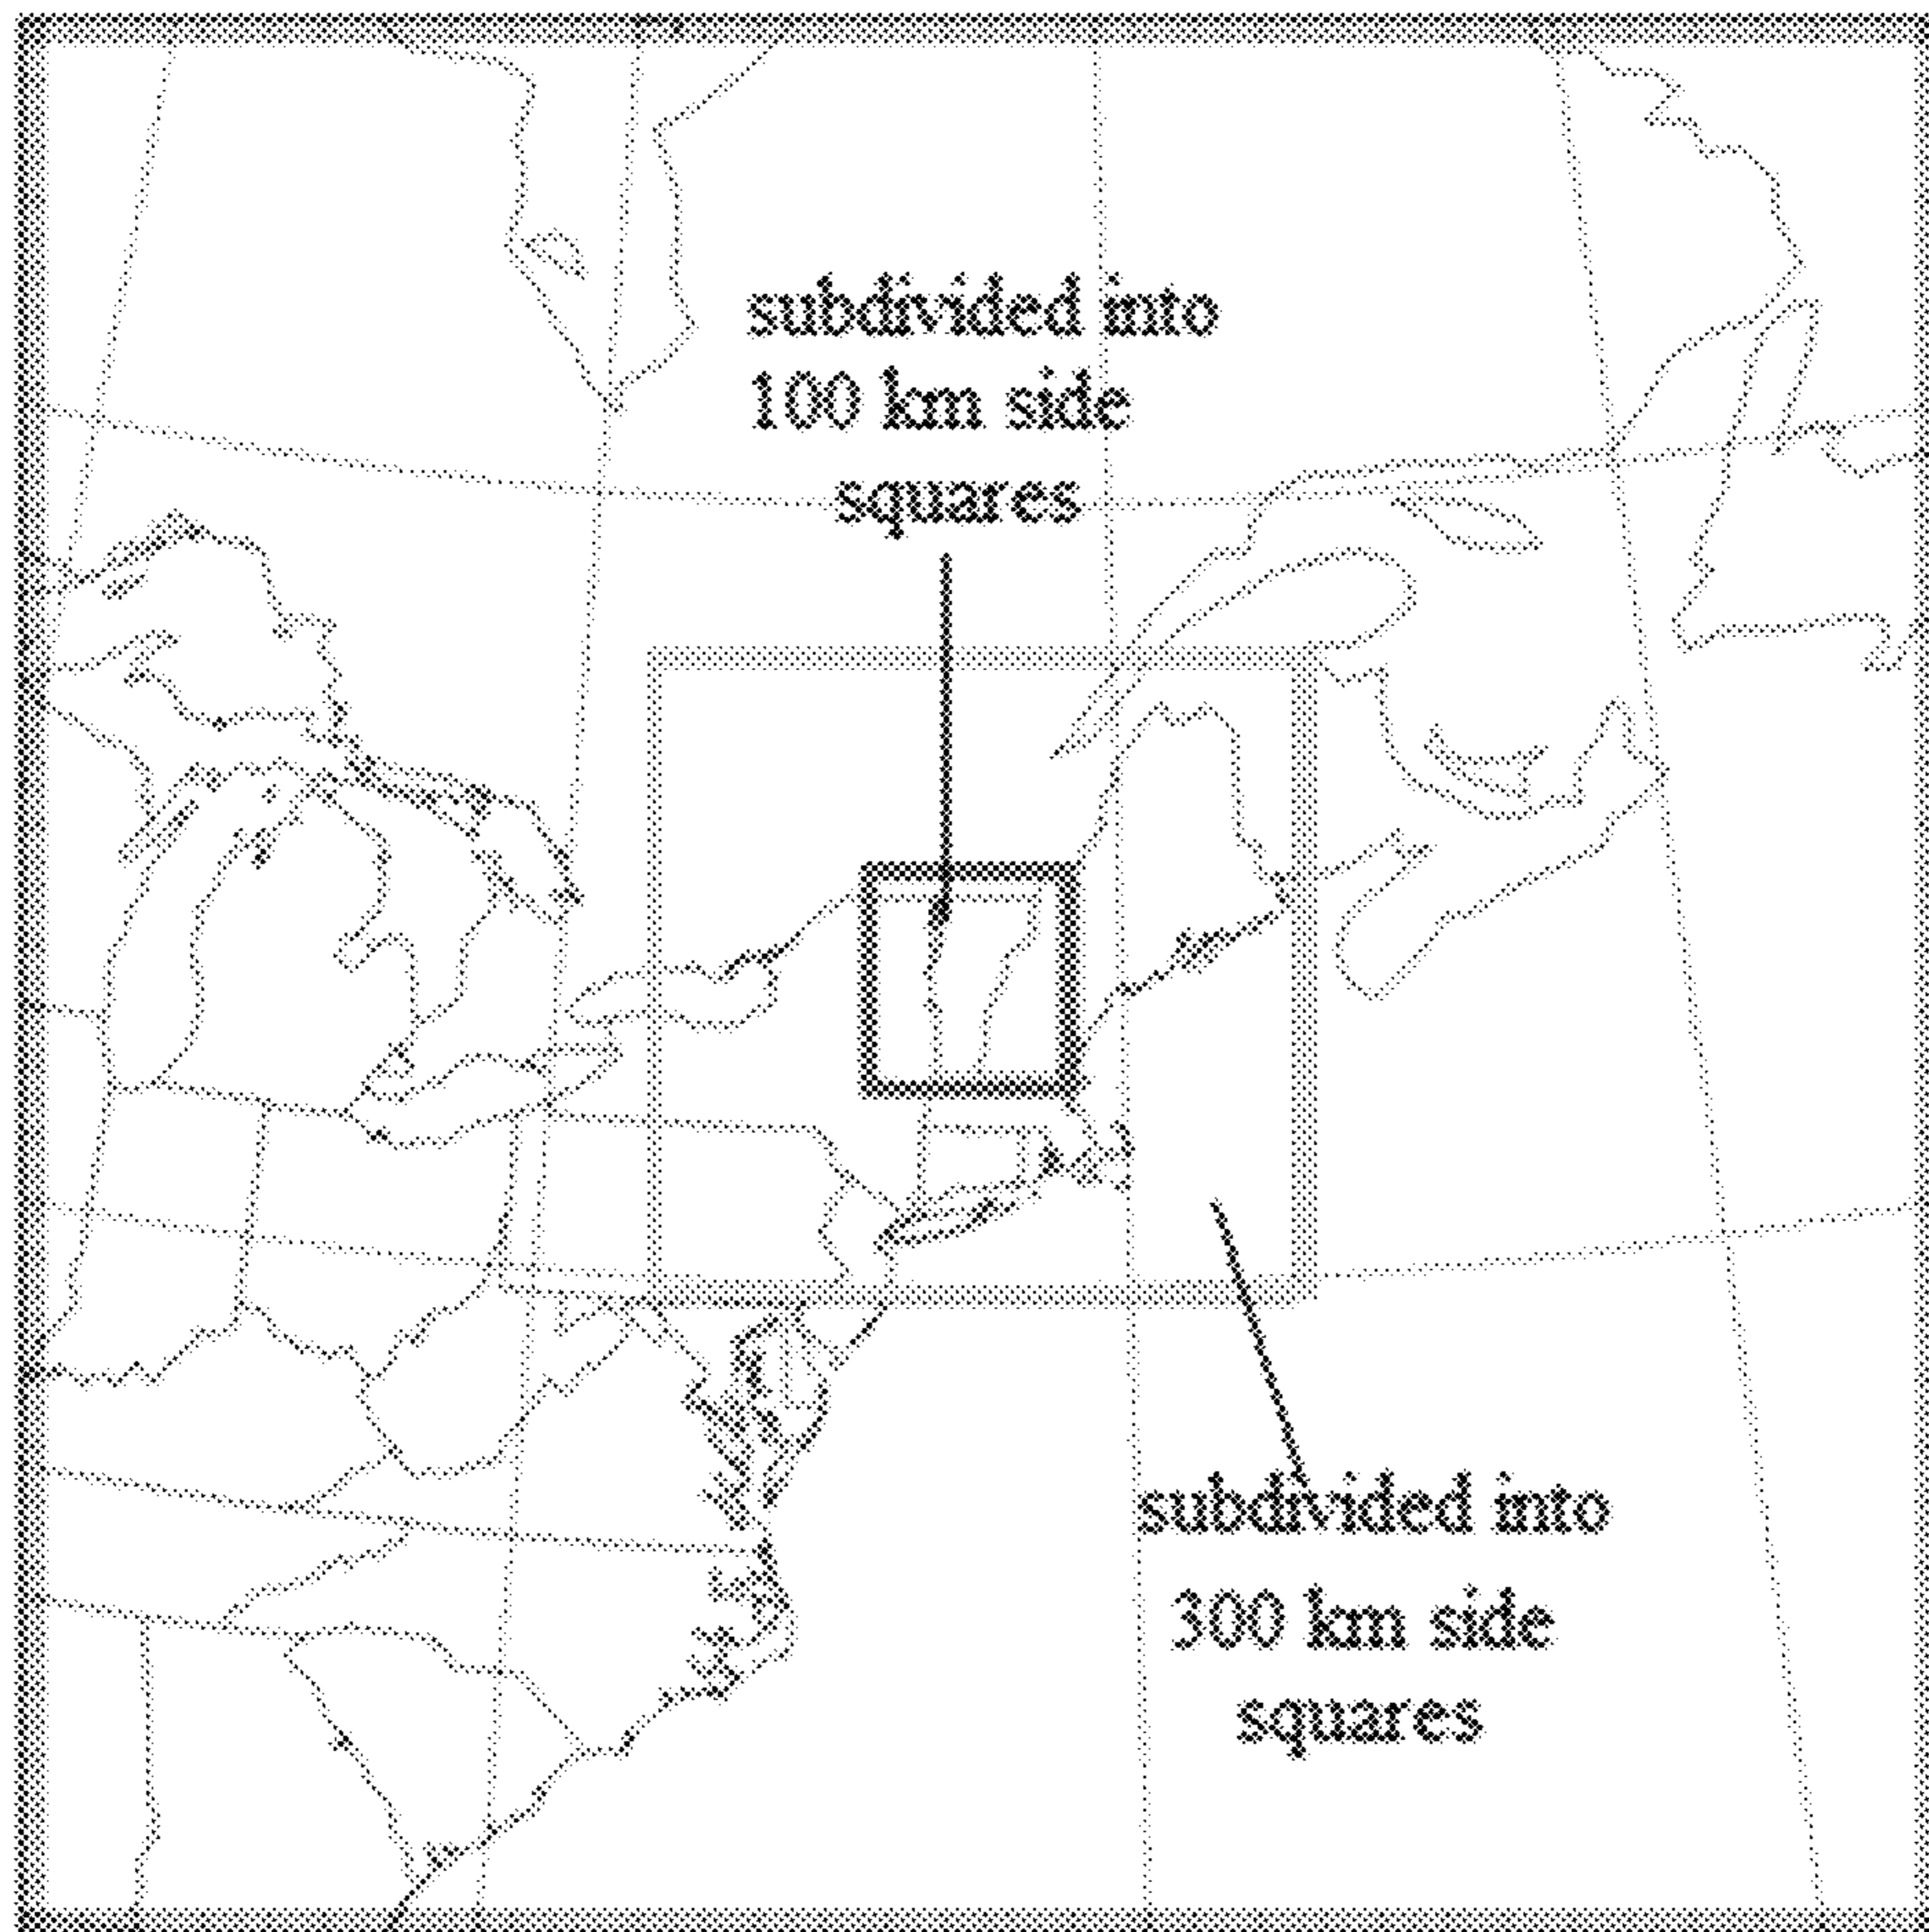 subdivided into
100 km side
squares
subdivided into
300 km side
squares